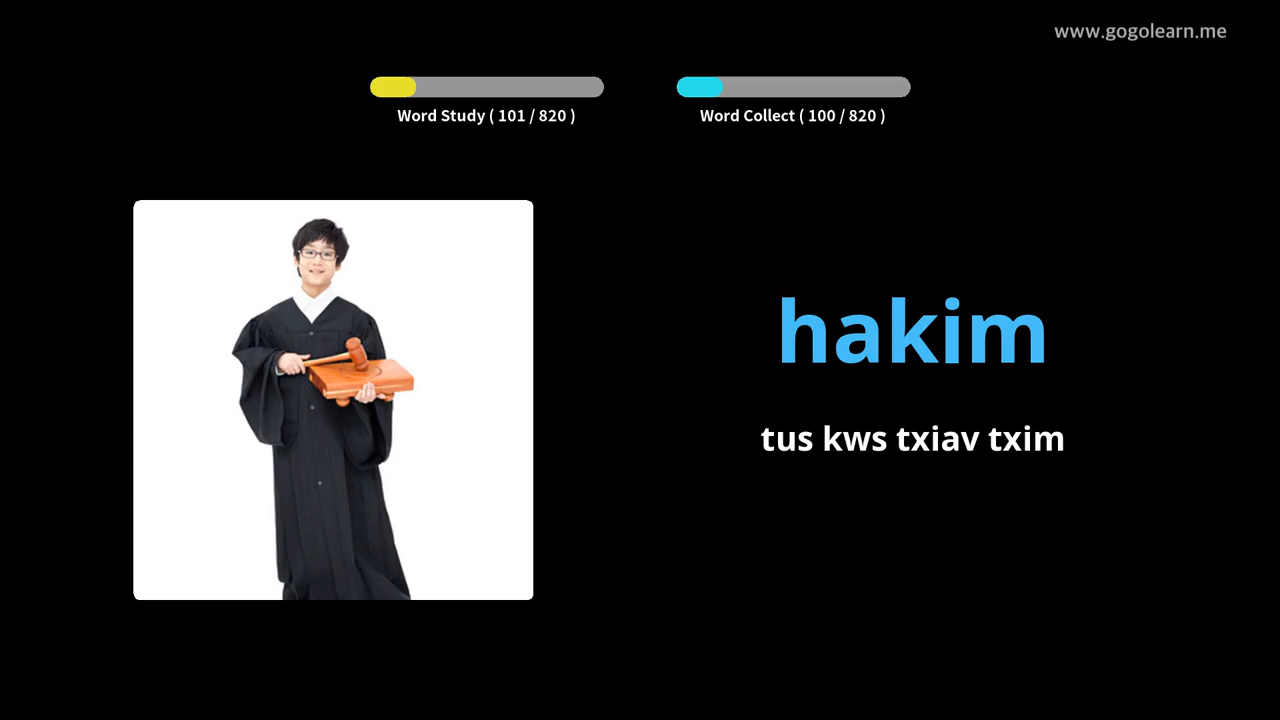 www.gogolearn.me
Word Study ( 101 / 820 )
Word Collect ( 100 / 820 )
hakim
tus kws txiav txim